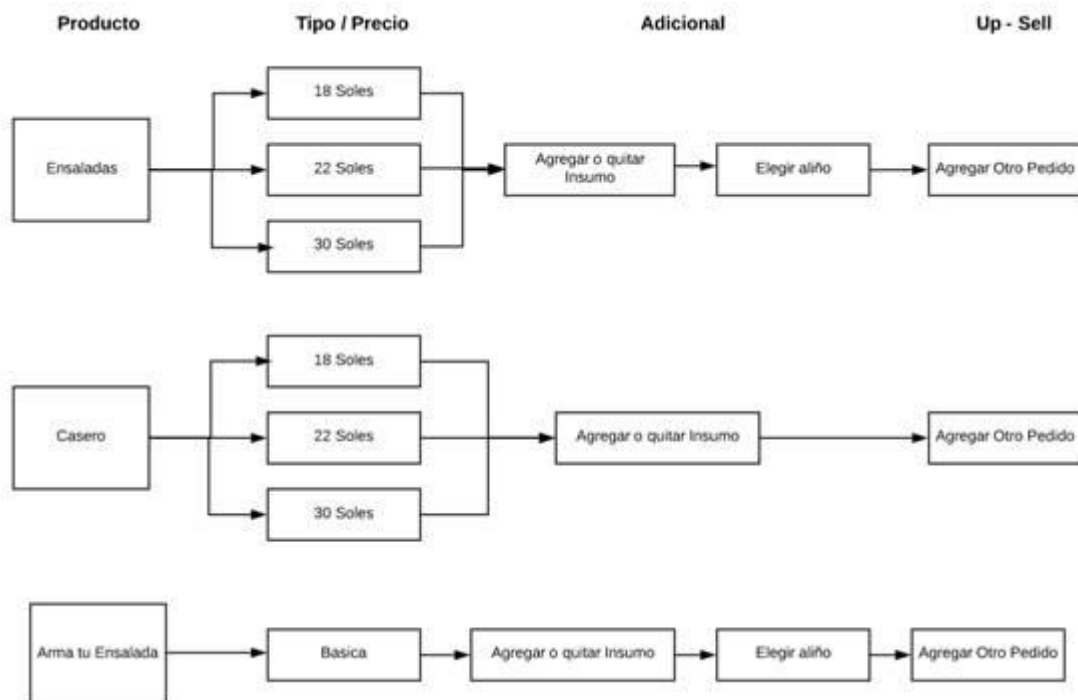 Producto
Tipo / Precio
Adicional
Up - Sell
Ensaladas
18 Soles
22 Soles
30 Soles
Agregar o quitar
Insumo
Elegir aliño
Agregar Otro Pedido
Casero
18 Soles
22 Soles
30 Soles
Agregar o quitar Insumo
Agregar Otro Pedido
Arma tu Ensalada
Basica
Agregar o quitar Insumo
Elegir aliño
Agregar Otro Pedido